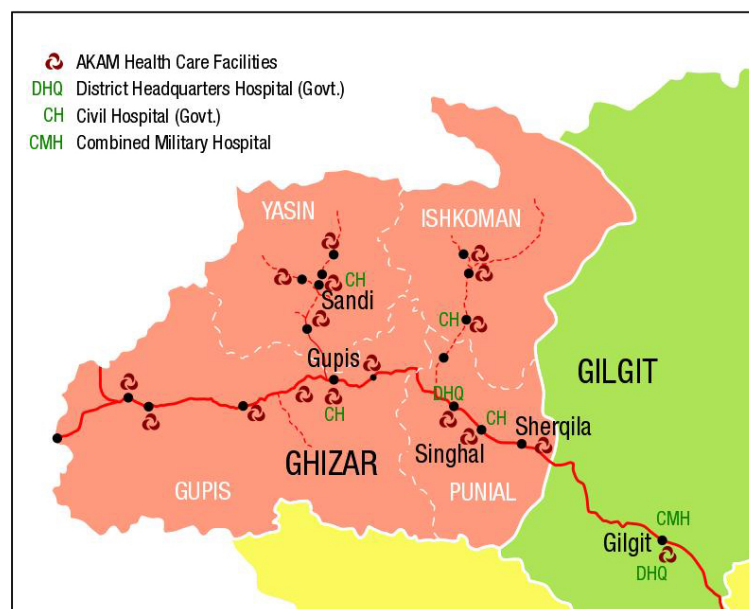 AKAM Health Care Facilities
DHQ District Headquarters Hospital (Govt.)
CH Civil Hospital (Govt.)
CMH Combined Military Hospital
YASIN
ISHKOMAN
CH
Sandi
CH
Gupis
GILGIT
DHQ
CH
CH
Sherqila
Singhal
GHIZAR
GUPIS
PUNIAL
CMH
Gilgit
DHQ